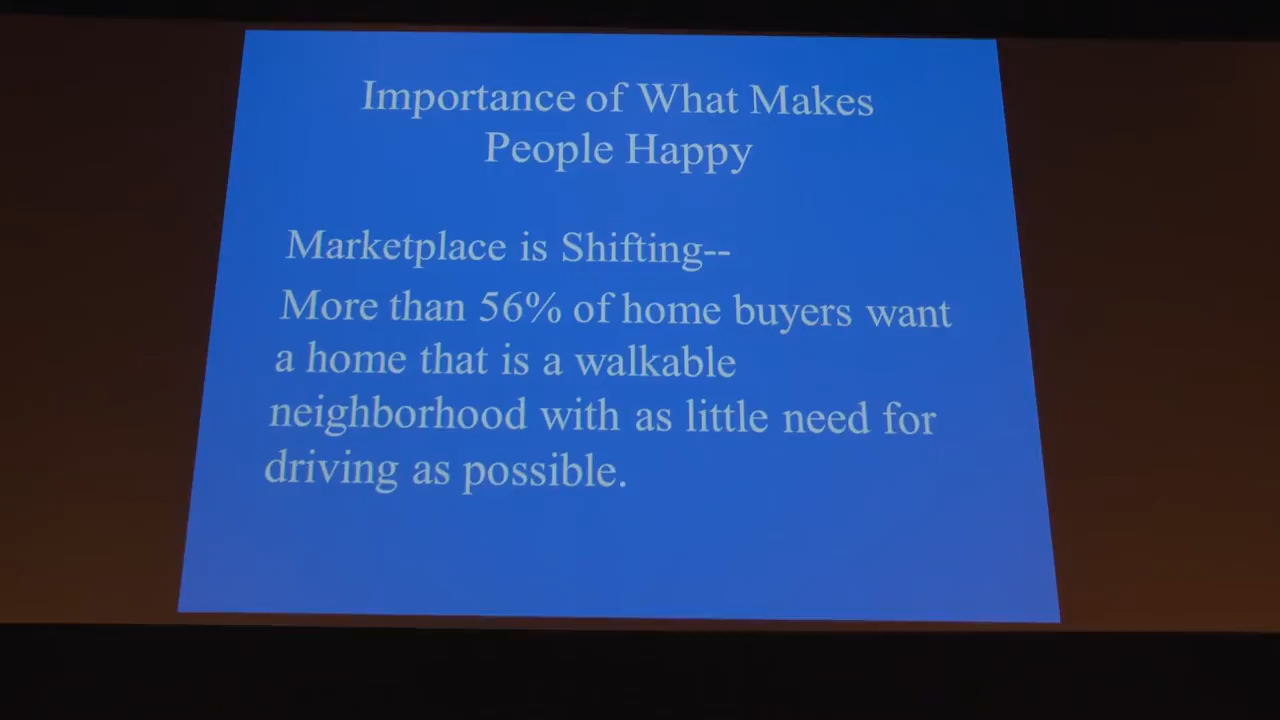 Importance of What Makes
People Happy
Marketplace is Shifting--
More than 56% of home buyers want
a home that is a walkable
neighborhood with as little need for
driving as possible.